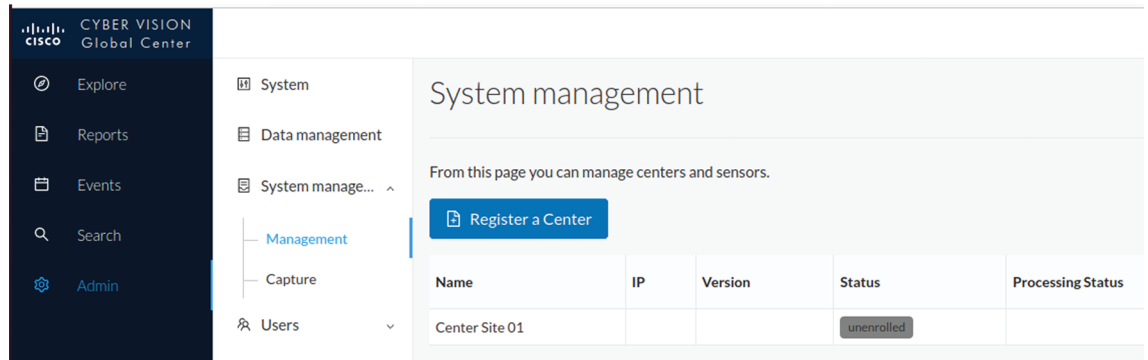 CISCO
CYBER VISION
Global Center
Explore
Reports
Events
Search
Admin
System
Data management
System manage...
Management
Capture
Users
System management
From this page you can manage centers and sensors.
Register a Center
Name IP Version Status Processing Status
Center Site 01 unenrolled